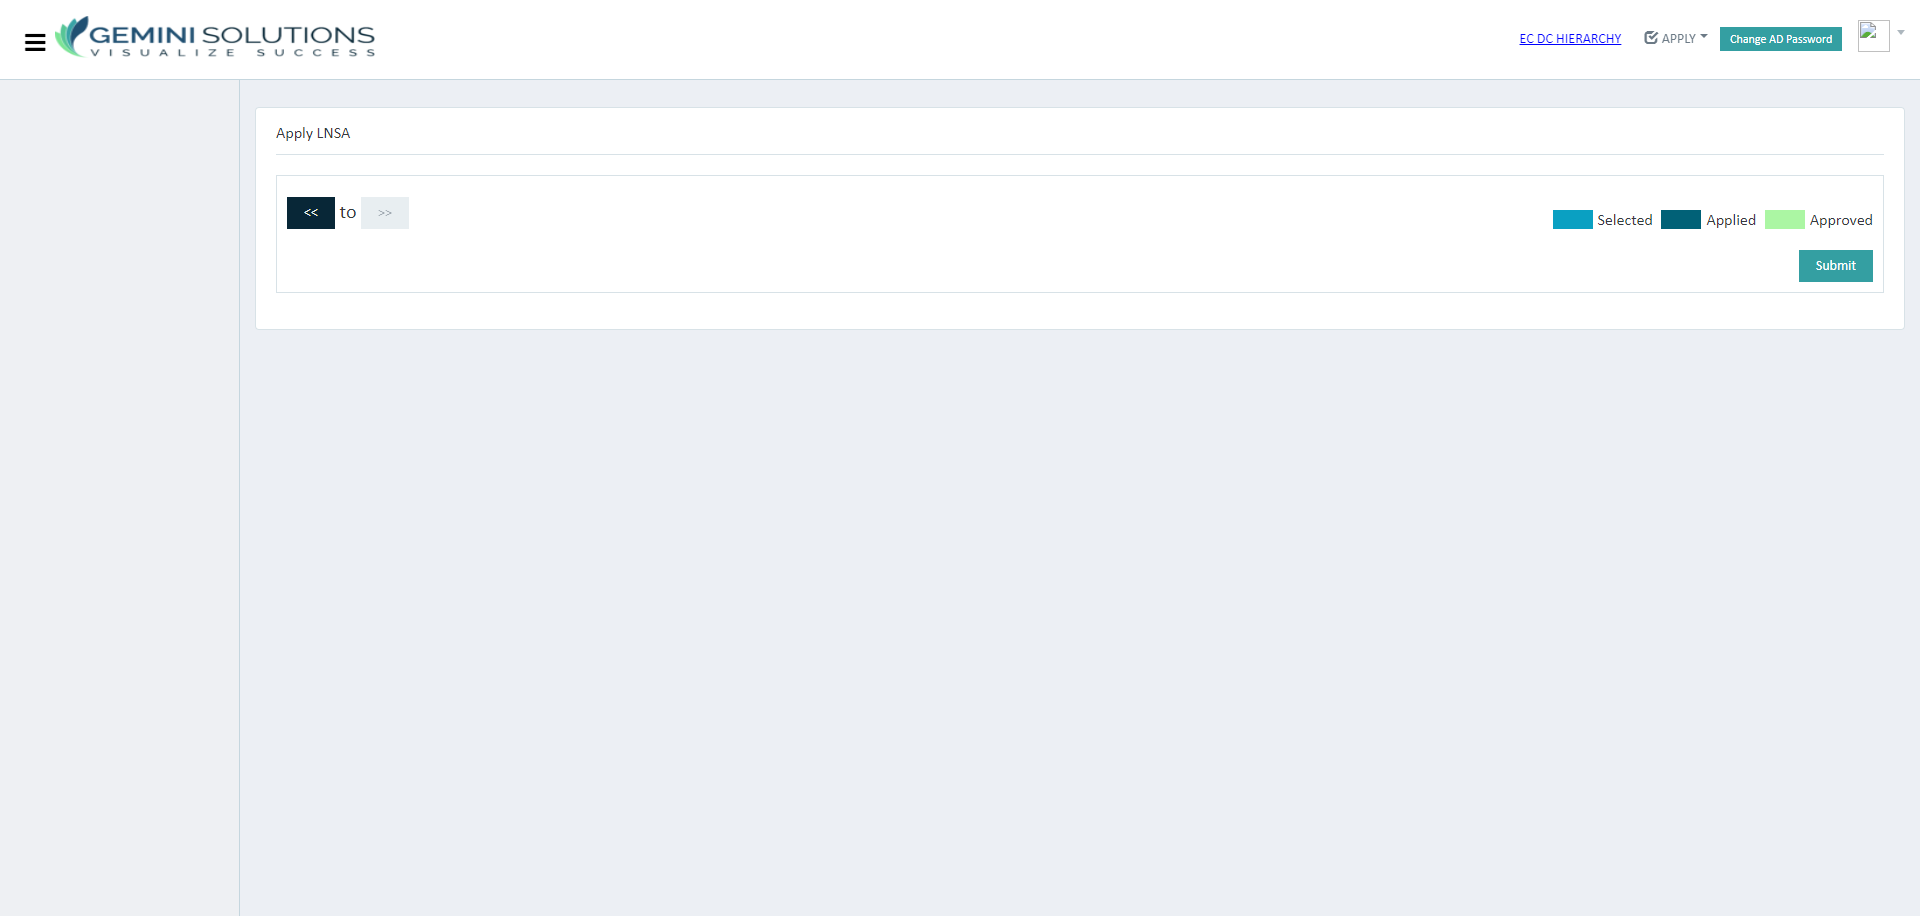 GEMINI SOLUTIONS
VISUALIZE SUCCESS
EC DC HIERARCHY
APPLY
Change AD Password
Apply LNSA
<< to >>
Selected Applied Approved
Submit